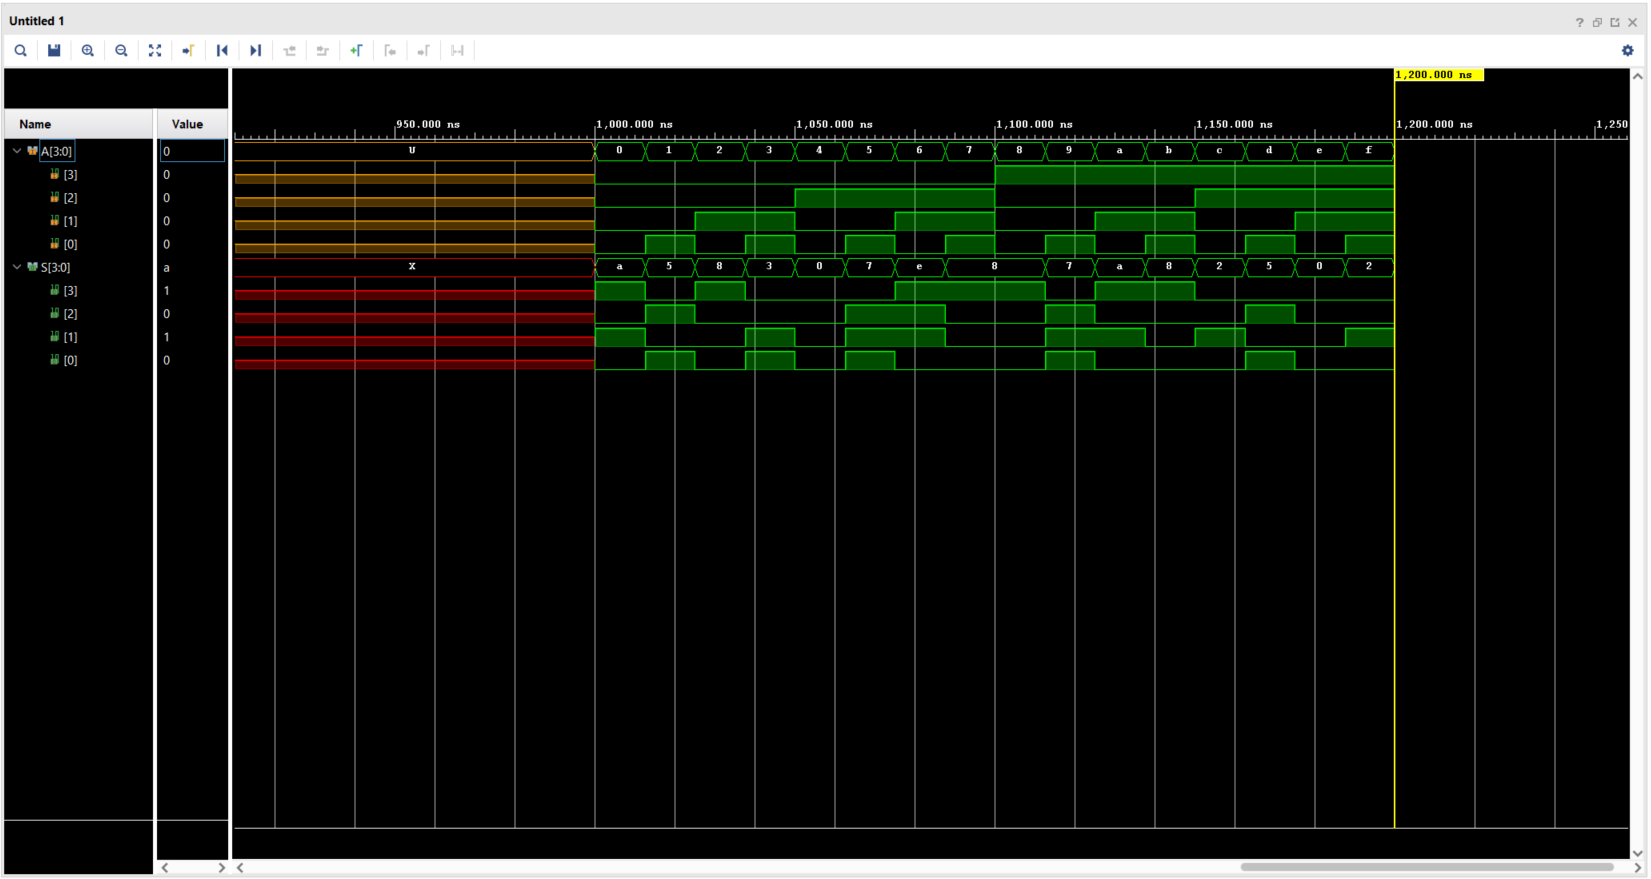 Untitled 1
1,200.000 ns
Name Value
950.000 ns 1,000.000 ns 1,050.000 ns 1,100.000 ns 1,150.000 ns 1,200.000 ns 1,250
A[3:0] 0 U 0 1 2 3 4 5 6 7 8 9 a b c d e f
[3] 0
[2] 0
[1] 0
[0] 0
S[3:0] a X a 5 8 3 0 7 e 8 7 a 8 2 5 0 2
[3] 1
[2] 0
[1] 1
[0] 0